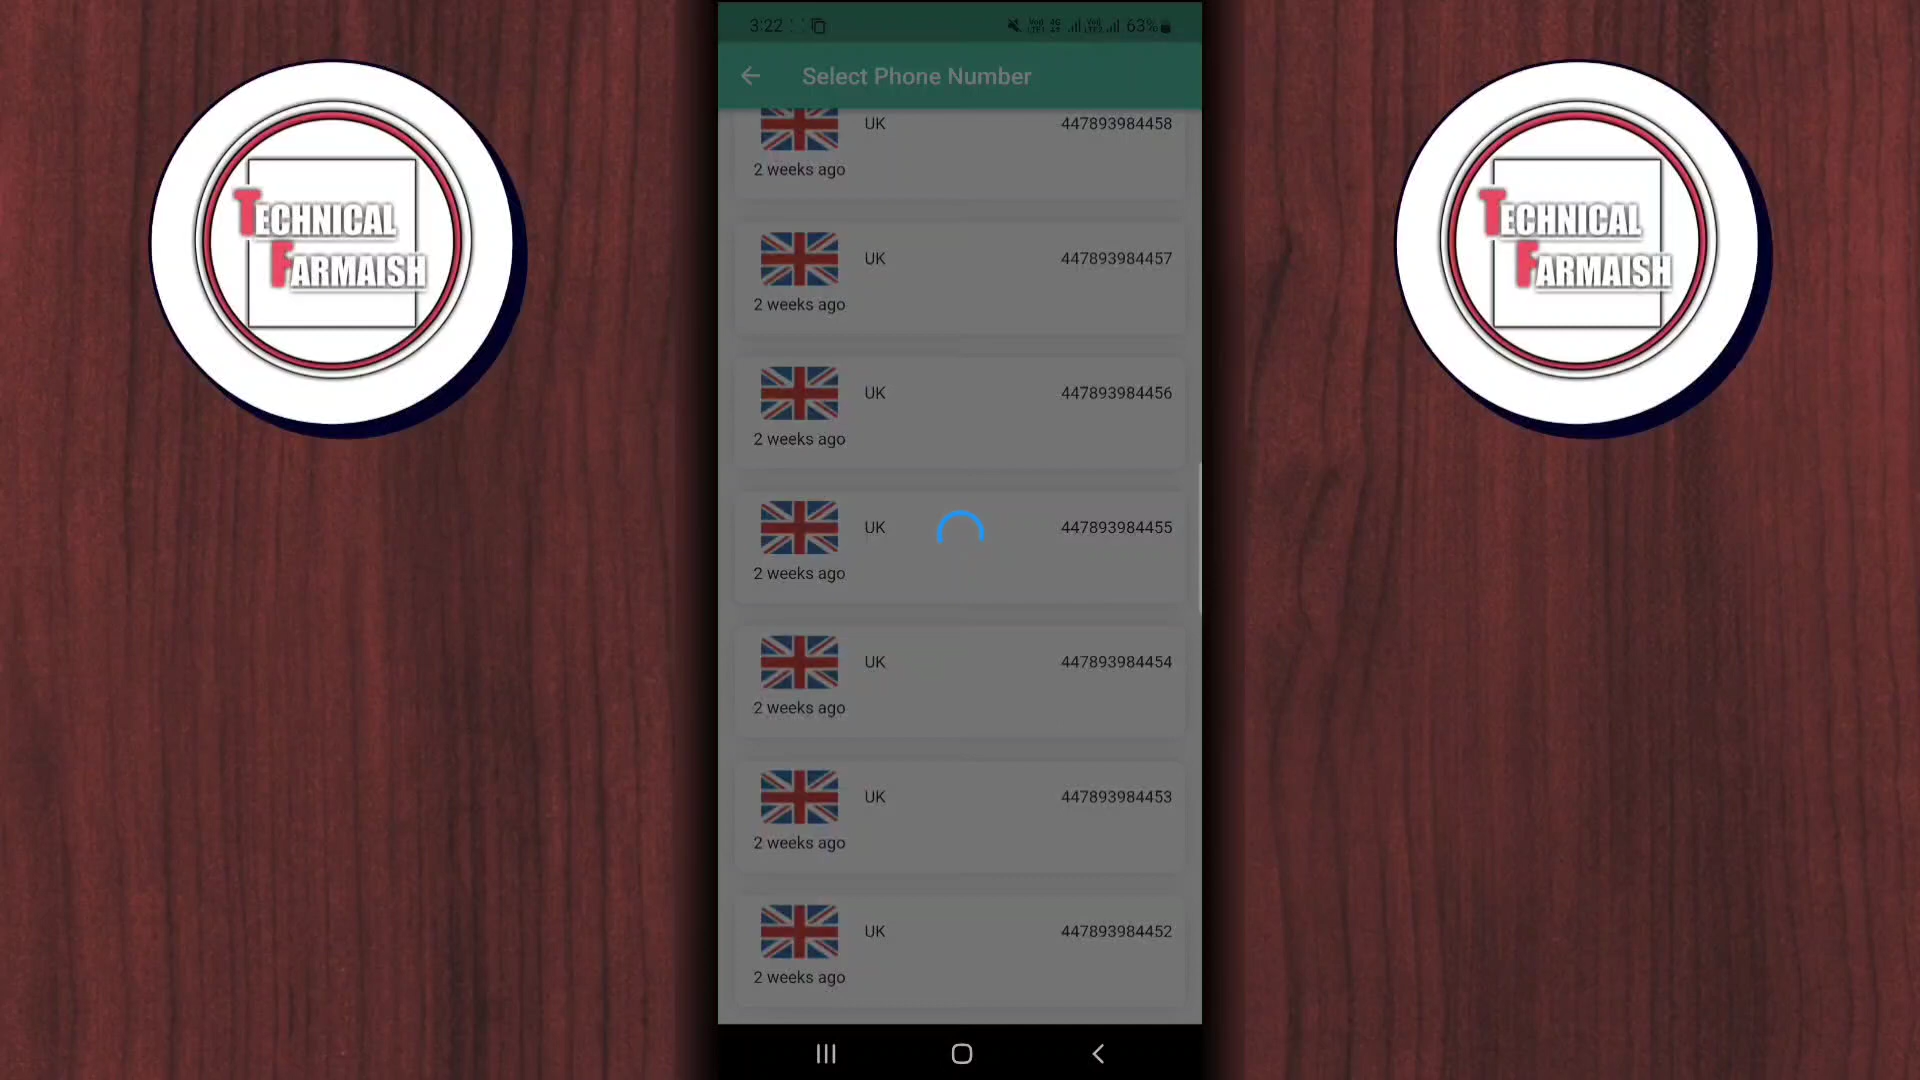 TECHNICAL
FARMAISH
3:22
63%
Select Phone Number
UK 447893984458
2 weeks ago
UK 447893984457
2 weeks ago
UK 447893984456
2 weeks ago
UK 447893984455
2 weeks ago
UK 447893984454
2 weeks ago
UK 447893984453
2 weeks ago
UK 447893984452
2 weeks ago
TECHNICAL
FARMAISH